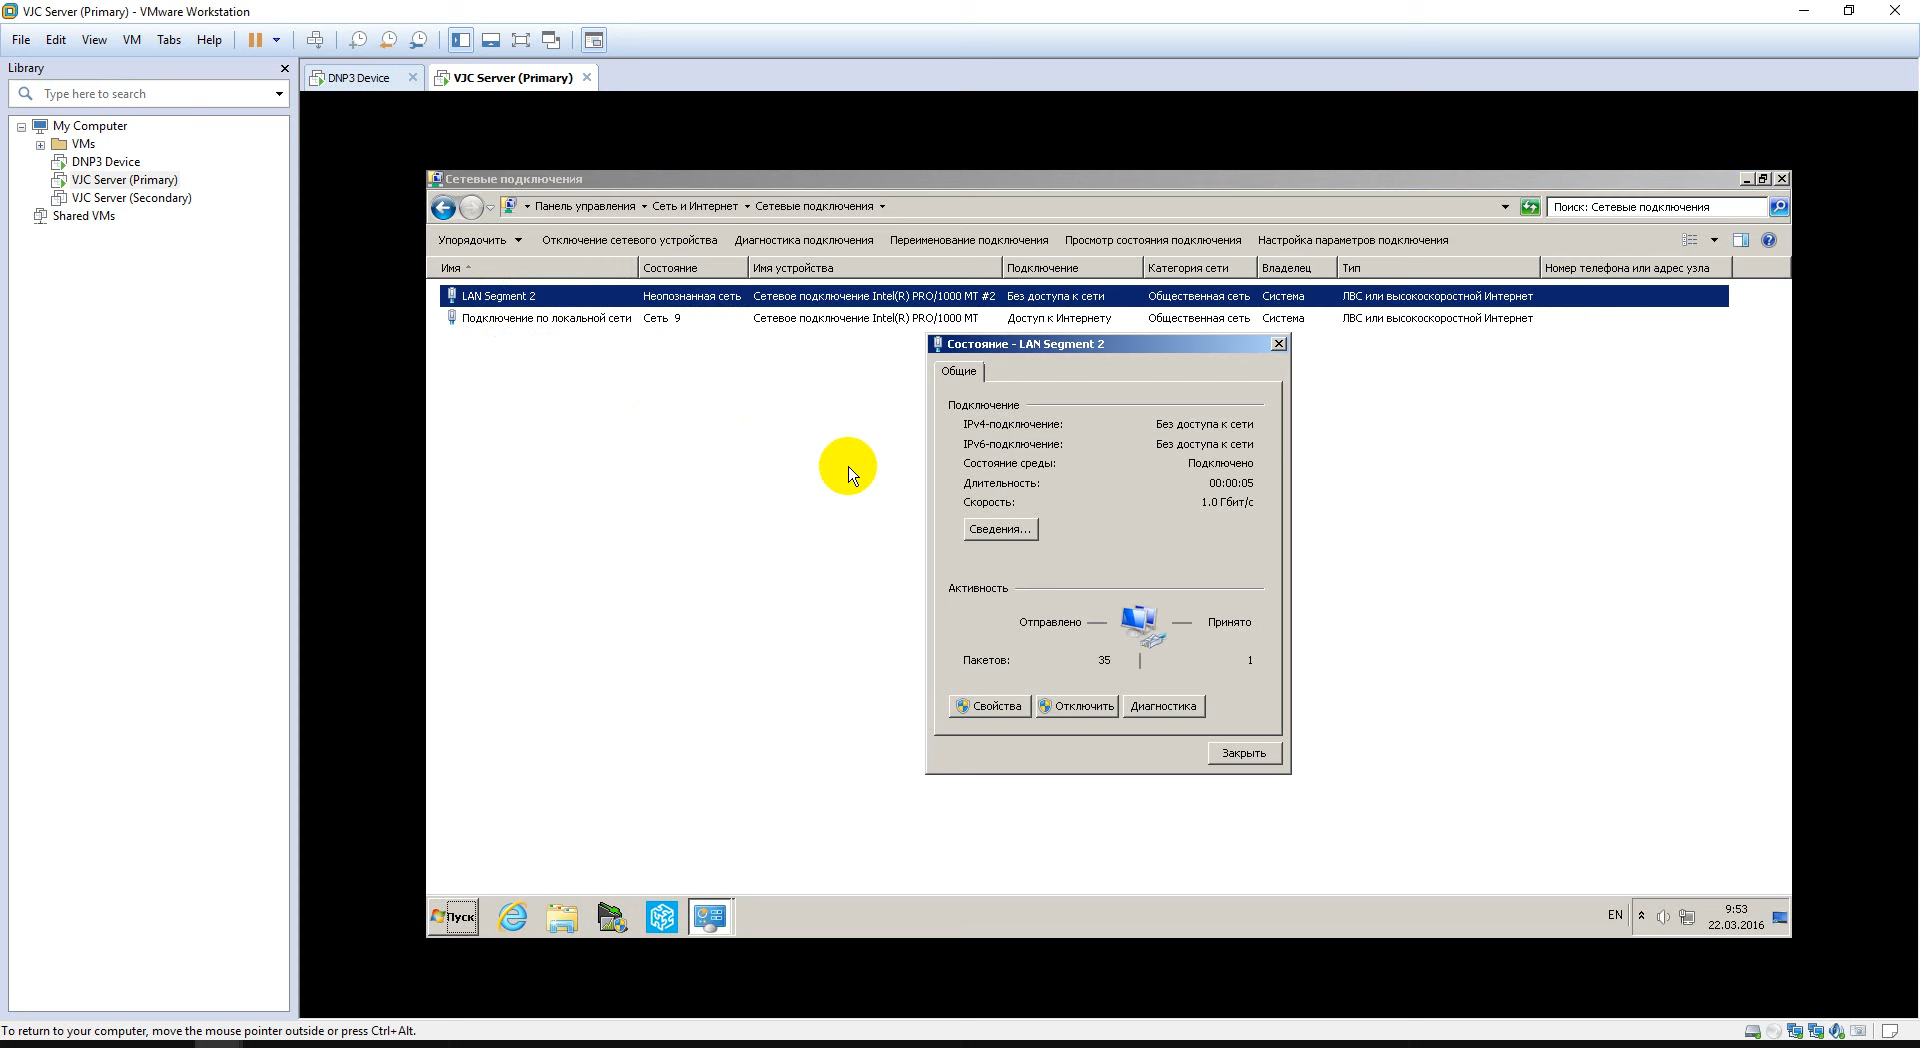 VJC Server (Primary) - VMware Workstation
File Edit View VM Tabs Help
Library
Type here to search
My Computer
VMs
DNP3 Device
VJC Server (Primary)
VJC Server (Secondary)
Shared VMs
DNP3 Device VJC Server (Primary)
Сетевые подключения
Панель управления Сеть и Интернет Сетевые подключения
Поиск: Сетевые подключения
Упорядочить Отключение сетевого устройства Диагностика подключения Переименование подключения Просмотр состояния подключения Настройка параметров подключения
Имя Состояние Имя устройства Подключение Категория сети Владелец Тип Номер телефона или адрес узла
LAN Segment 2 Неопознанная сеть Сетевое подключение Intel(R) PRO/1000 MT #2 Без доступа к сети Общественная сеть Система ЛВС или высокоскоростной Интернет
Подключение по локальной сети Сеть 9 Сетевое подключение Intel(R) PRO/1000 MT Доступ к Интернету Общественная сеть Система ЛВС или высокоскоростной Интернет
Состояние - LAN Segment 2
Общие
Подключение
IPv4-подключение: Без доступа к сети
IPv6-подключение: Без доступа к сети
Состояние среды: Подключено
Длительность: 00:00:05
Скорость: 1.0 Гбит/с
Сведения...
Активность
Отправлено — — Принято
Пакетов: 35 1
Свойства Отключить Диагностика
Закрыть
Пуск
EN
9:53
22.03.2016
To return to your computer, move the mouse pointer outside or press Ctrl+Alt.